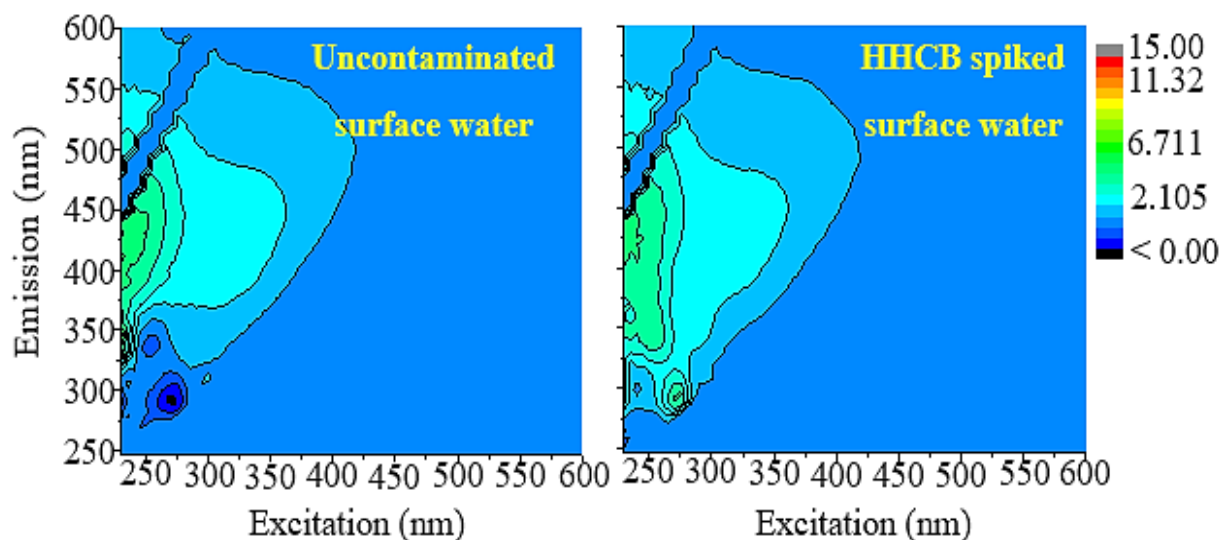 Uncontaminated
surface water
600
550
500
450
400
350
300
250
Emission (nm)
250 300 350 400 450 500 550 600
Excitation (nm)
HHCB spiked
surface water
250 300 350 400 450 500 550 600
Excitation (nm)
15.00
11.32
6.711
2.105
< 0.00